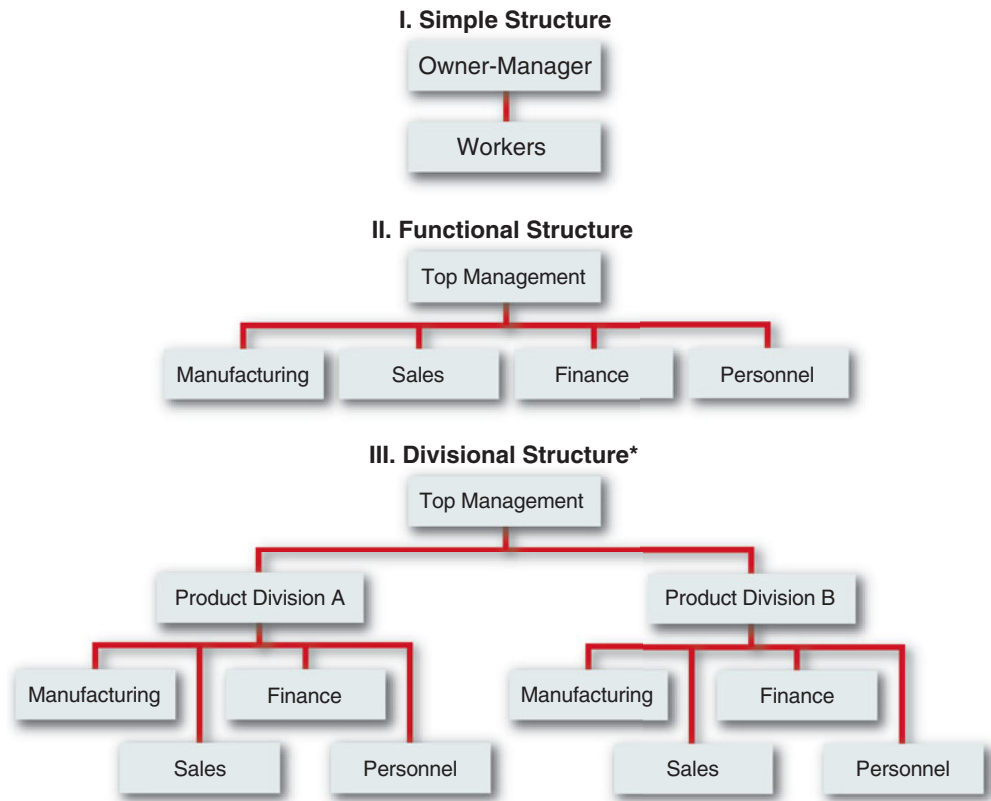 I. Simple Structure
Owner-Manager
Workers
II. Functional Structure
Top Management
Manufacturing Sales Finance Personnel
III. Divisional Structure*
Top Management
Product Division A Product Division B
Manufacturing Finance Manufacturing Finance
Sales Personnel Sales Personnel